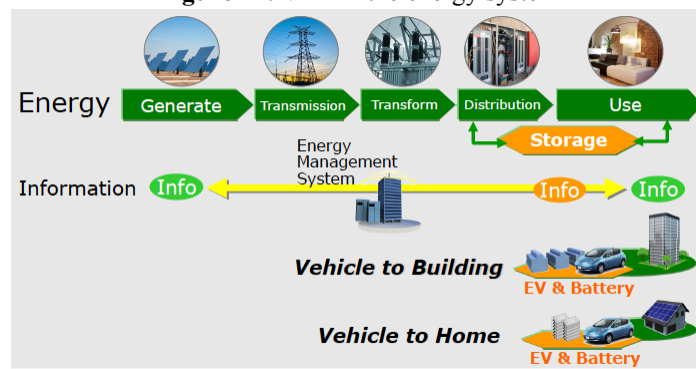 Energy
Generate
Transmission
Transform
Distribution
Use
Storage
Energy
Management
System
Information
Info
Info
Info
Vehicle to Building
EV & Battery
Vehicle to Home
EV & Battery